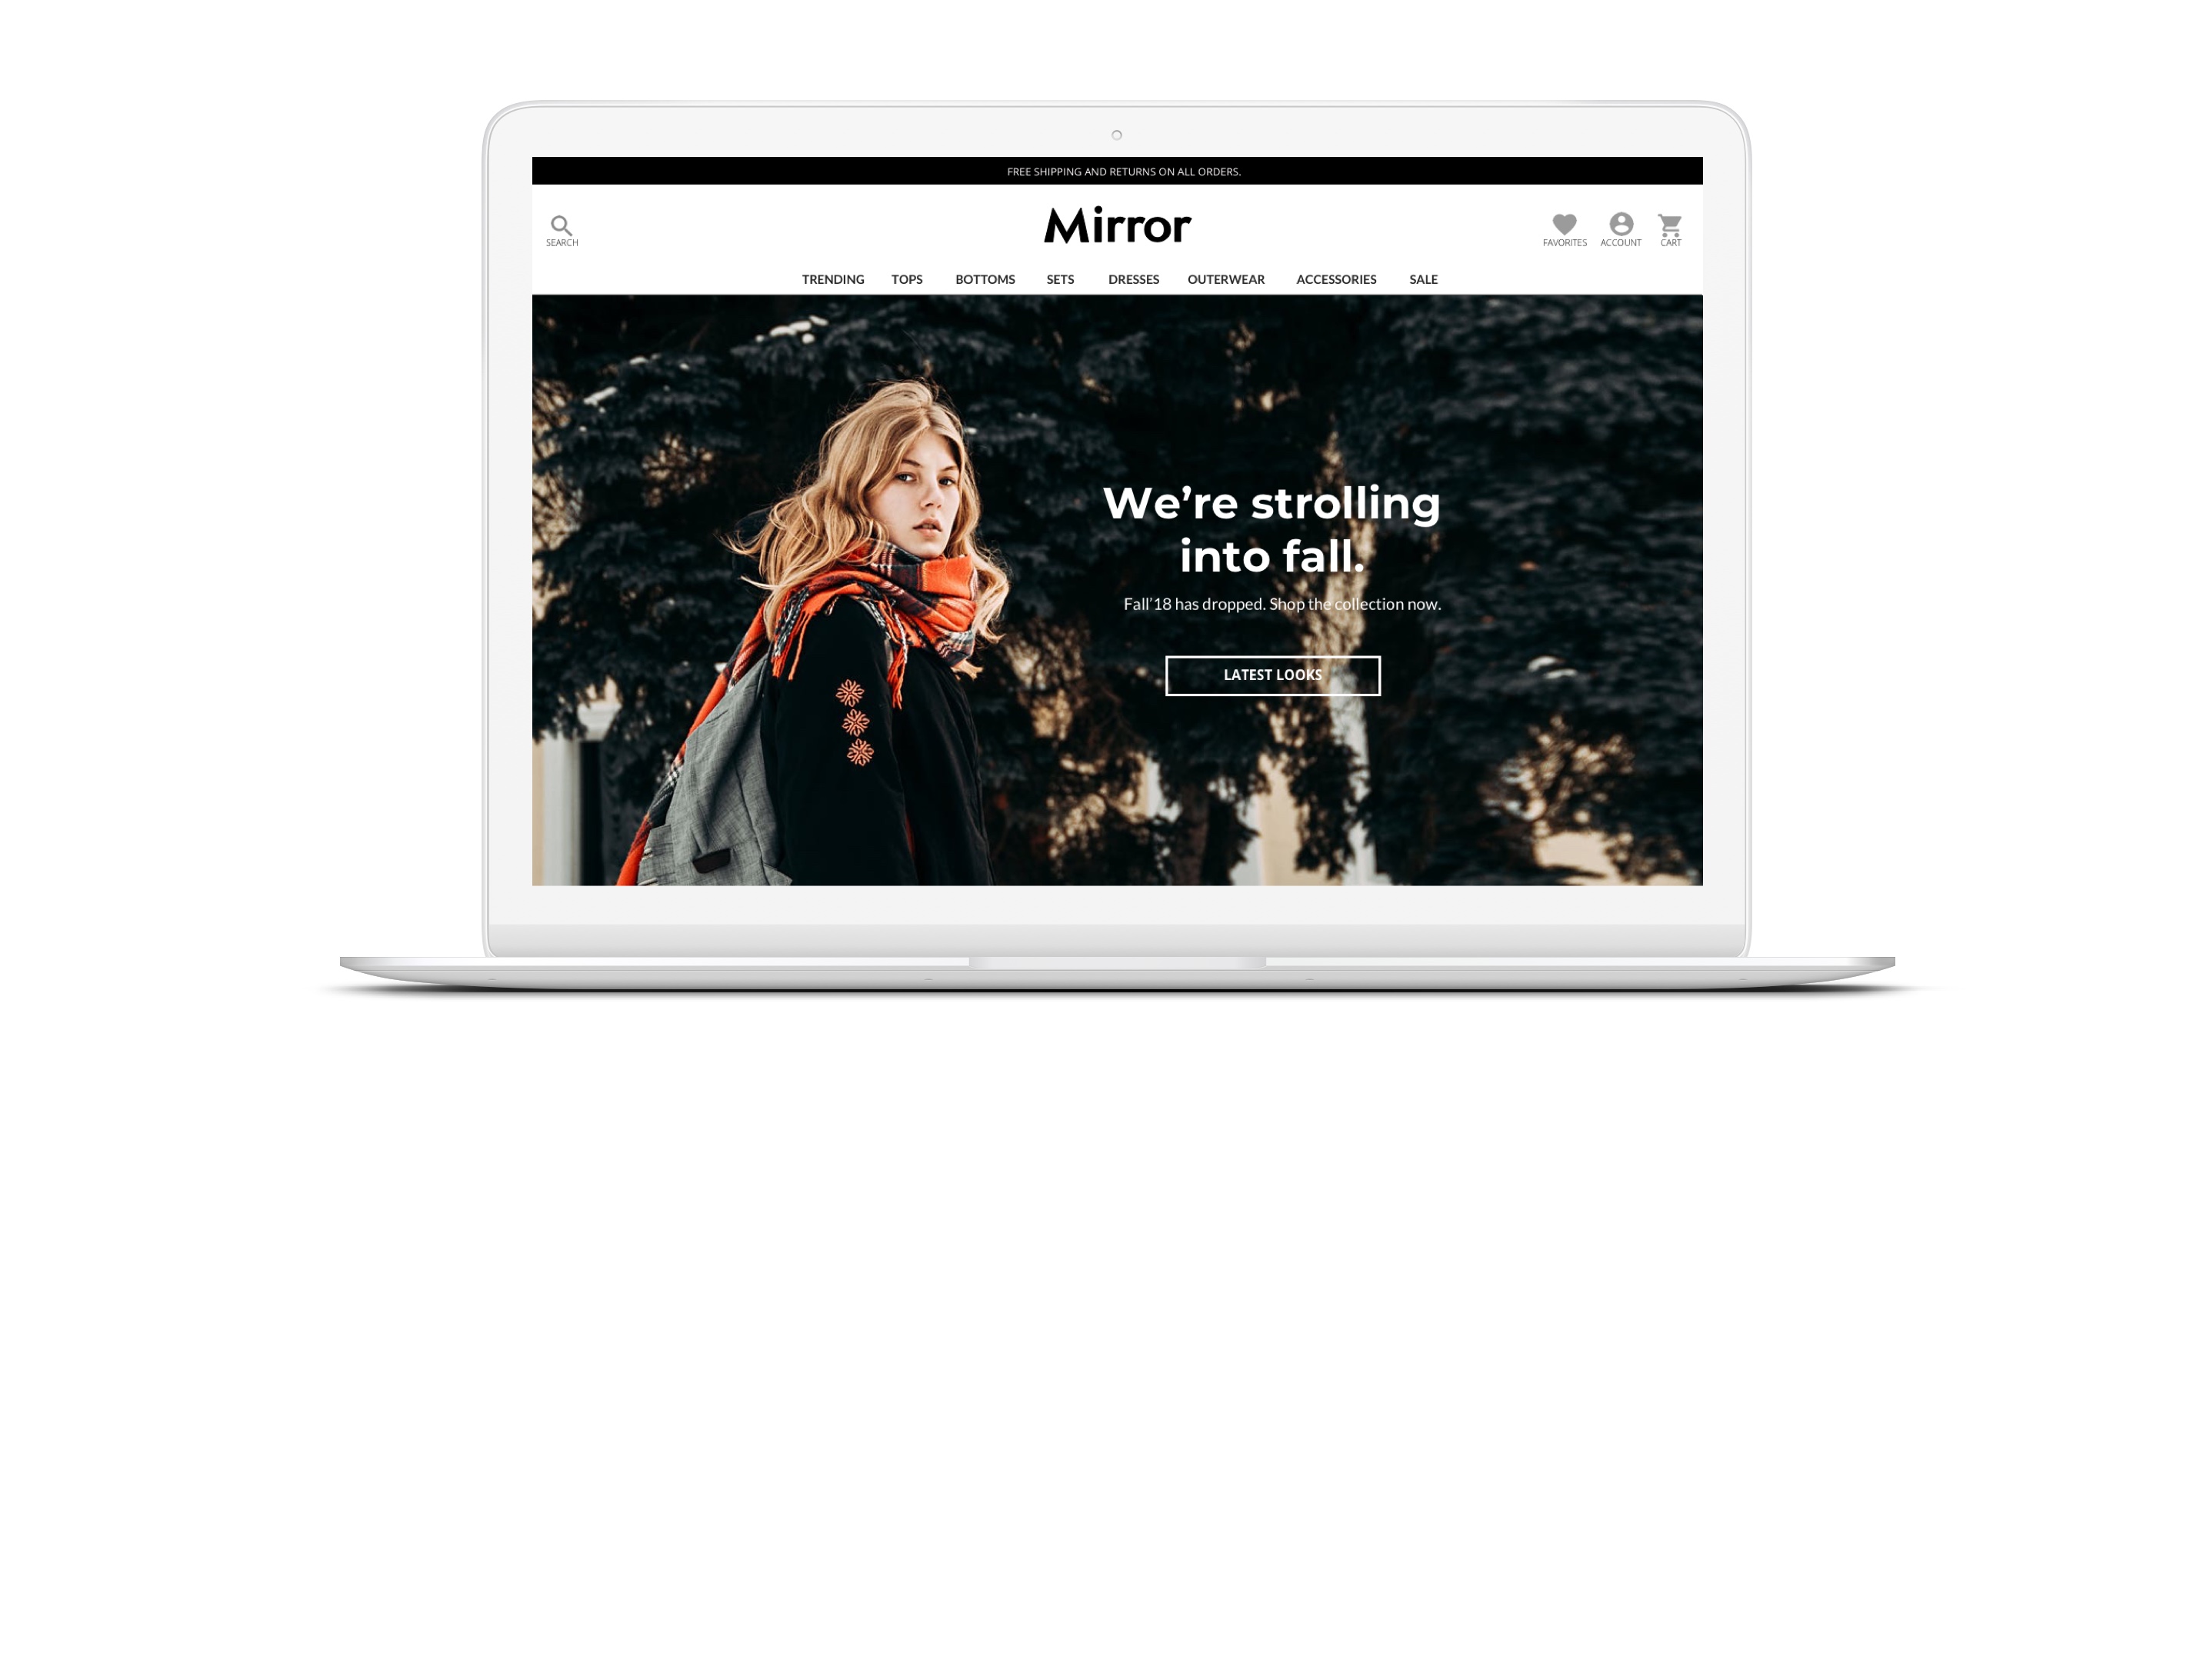 FREE SHIPPING AND RETURNS ON ALL ORDERS.
Mirror
SEARCH
FAVORITES ACCOUNT CART
TRENDING TOPS BOTTOMS SETS DRESSES OUTERWEAR ACCESSORIES SALE
We’re strolling
into fall.
Fall’18 has dropped. Shop the collection now.
LATEST LOOKS